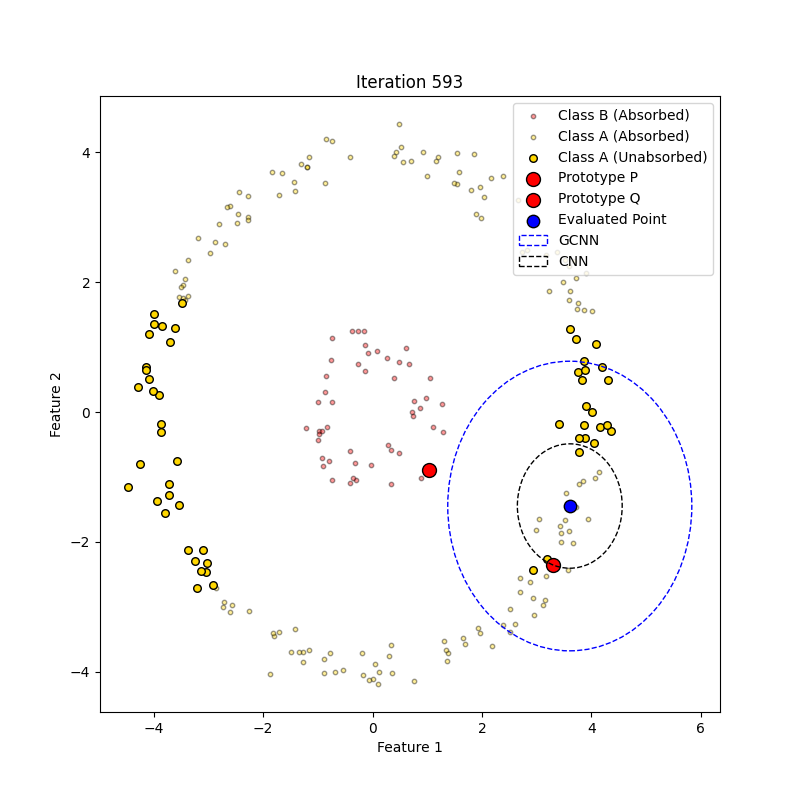 Iteration 593
Class B (Absorbed)
Class A (Absorbed)
Class A (Unabsorbed)
Prototype P
Prototype Q
Evaluated Point
GCNN
CNN
4
2
0
−2
−4
Feature 2
−4
−2
0
2
4
6
Feature 1